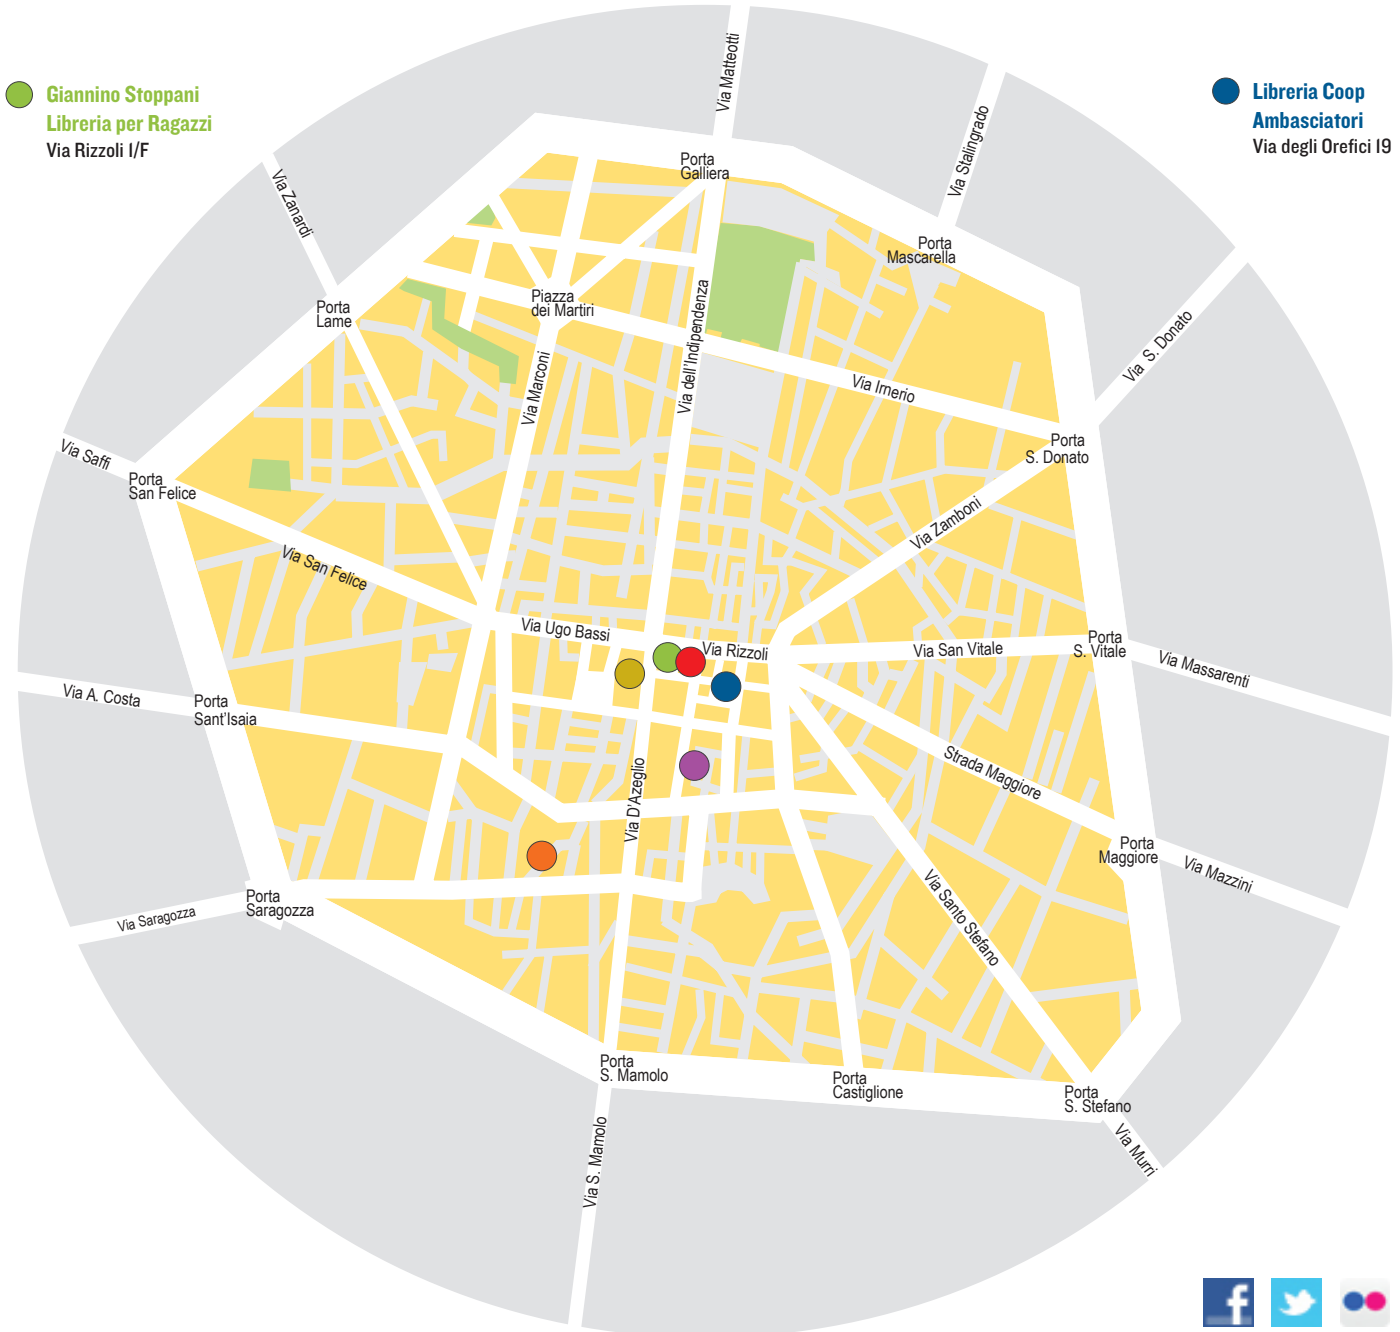 Giannino Stoppani
Libreria per Ragazzi
Via Rizzoli 1/F
Libreria Coop
Ambasciatori
Via degli Orefici 19
Via Matteotti
Via Stalingrado
Via Zanardi
Porta
Galliera
Porta
Mascarella
Porta
Lame
Piazza
dei Martiri
Via dell'Indipendenza
Via S. Donato
Via Marconi
Via Irnerio
Via Saffi
Porta
San Felice
Porta
S. Donato
Via Zamboni
Via San Felice
Via Ugo Bassi
Via Rizzoli
Via San Vitale
Porta
S. Vitale
Via Massarenti
Via A. Costa
Porta
Sant'Isaia
Strada Maggiore
Via D'Azeglio
Porta
Maggiore
Via Mazzini
Via Saragozza
Porta
Saragozza
Via Santo Stefano
Porta
S. Mamolo
Porta
Castiglione
Porta
S. Stefano
Via Murri
Via S. Mamolo
f